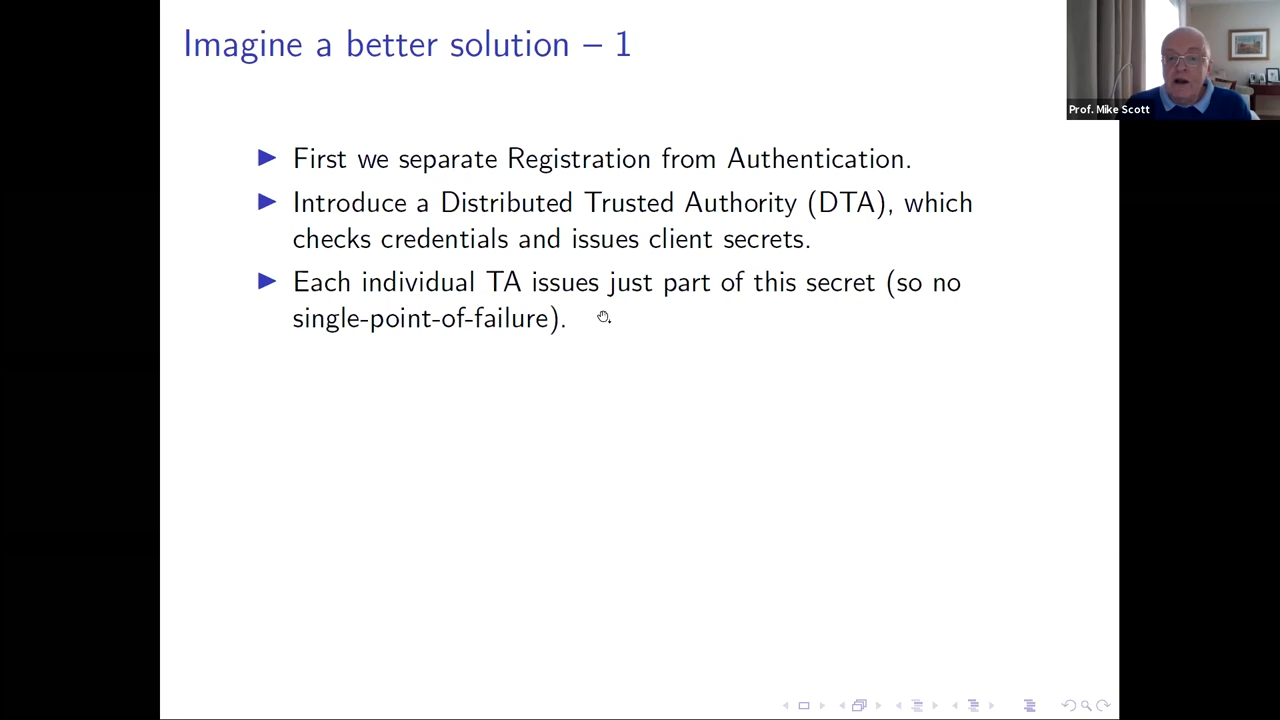 Imagine a better solution – 1
Prof. Mike Scott
▶ First we separate Registration from Authentication.
▶ Introduce a Distributed Trusted Authority (DTA), which
checks credentials and issues client secrets.
▶ Each individual TA issues just part of this secret (so no
single-point-of-failure).